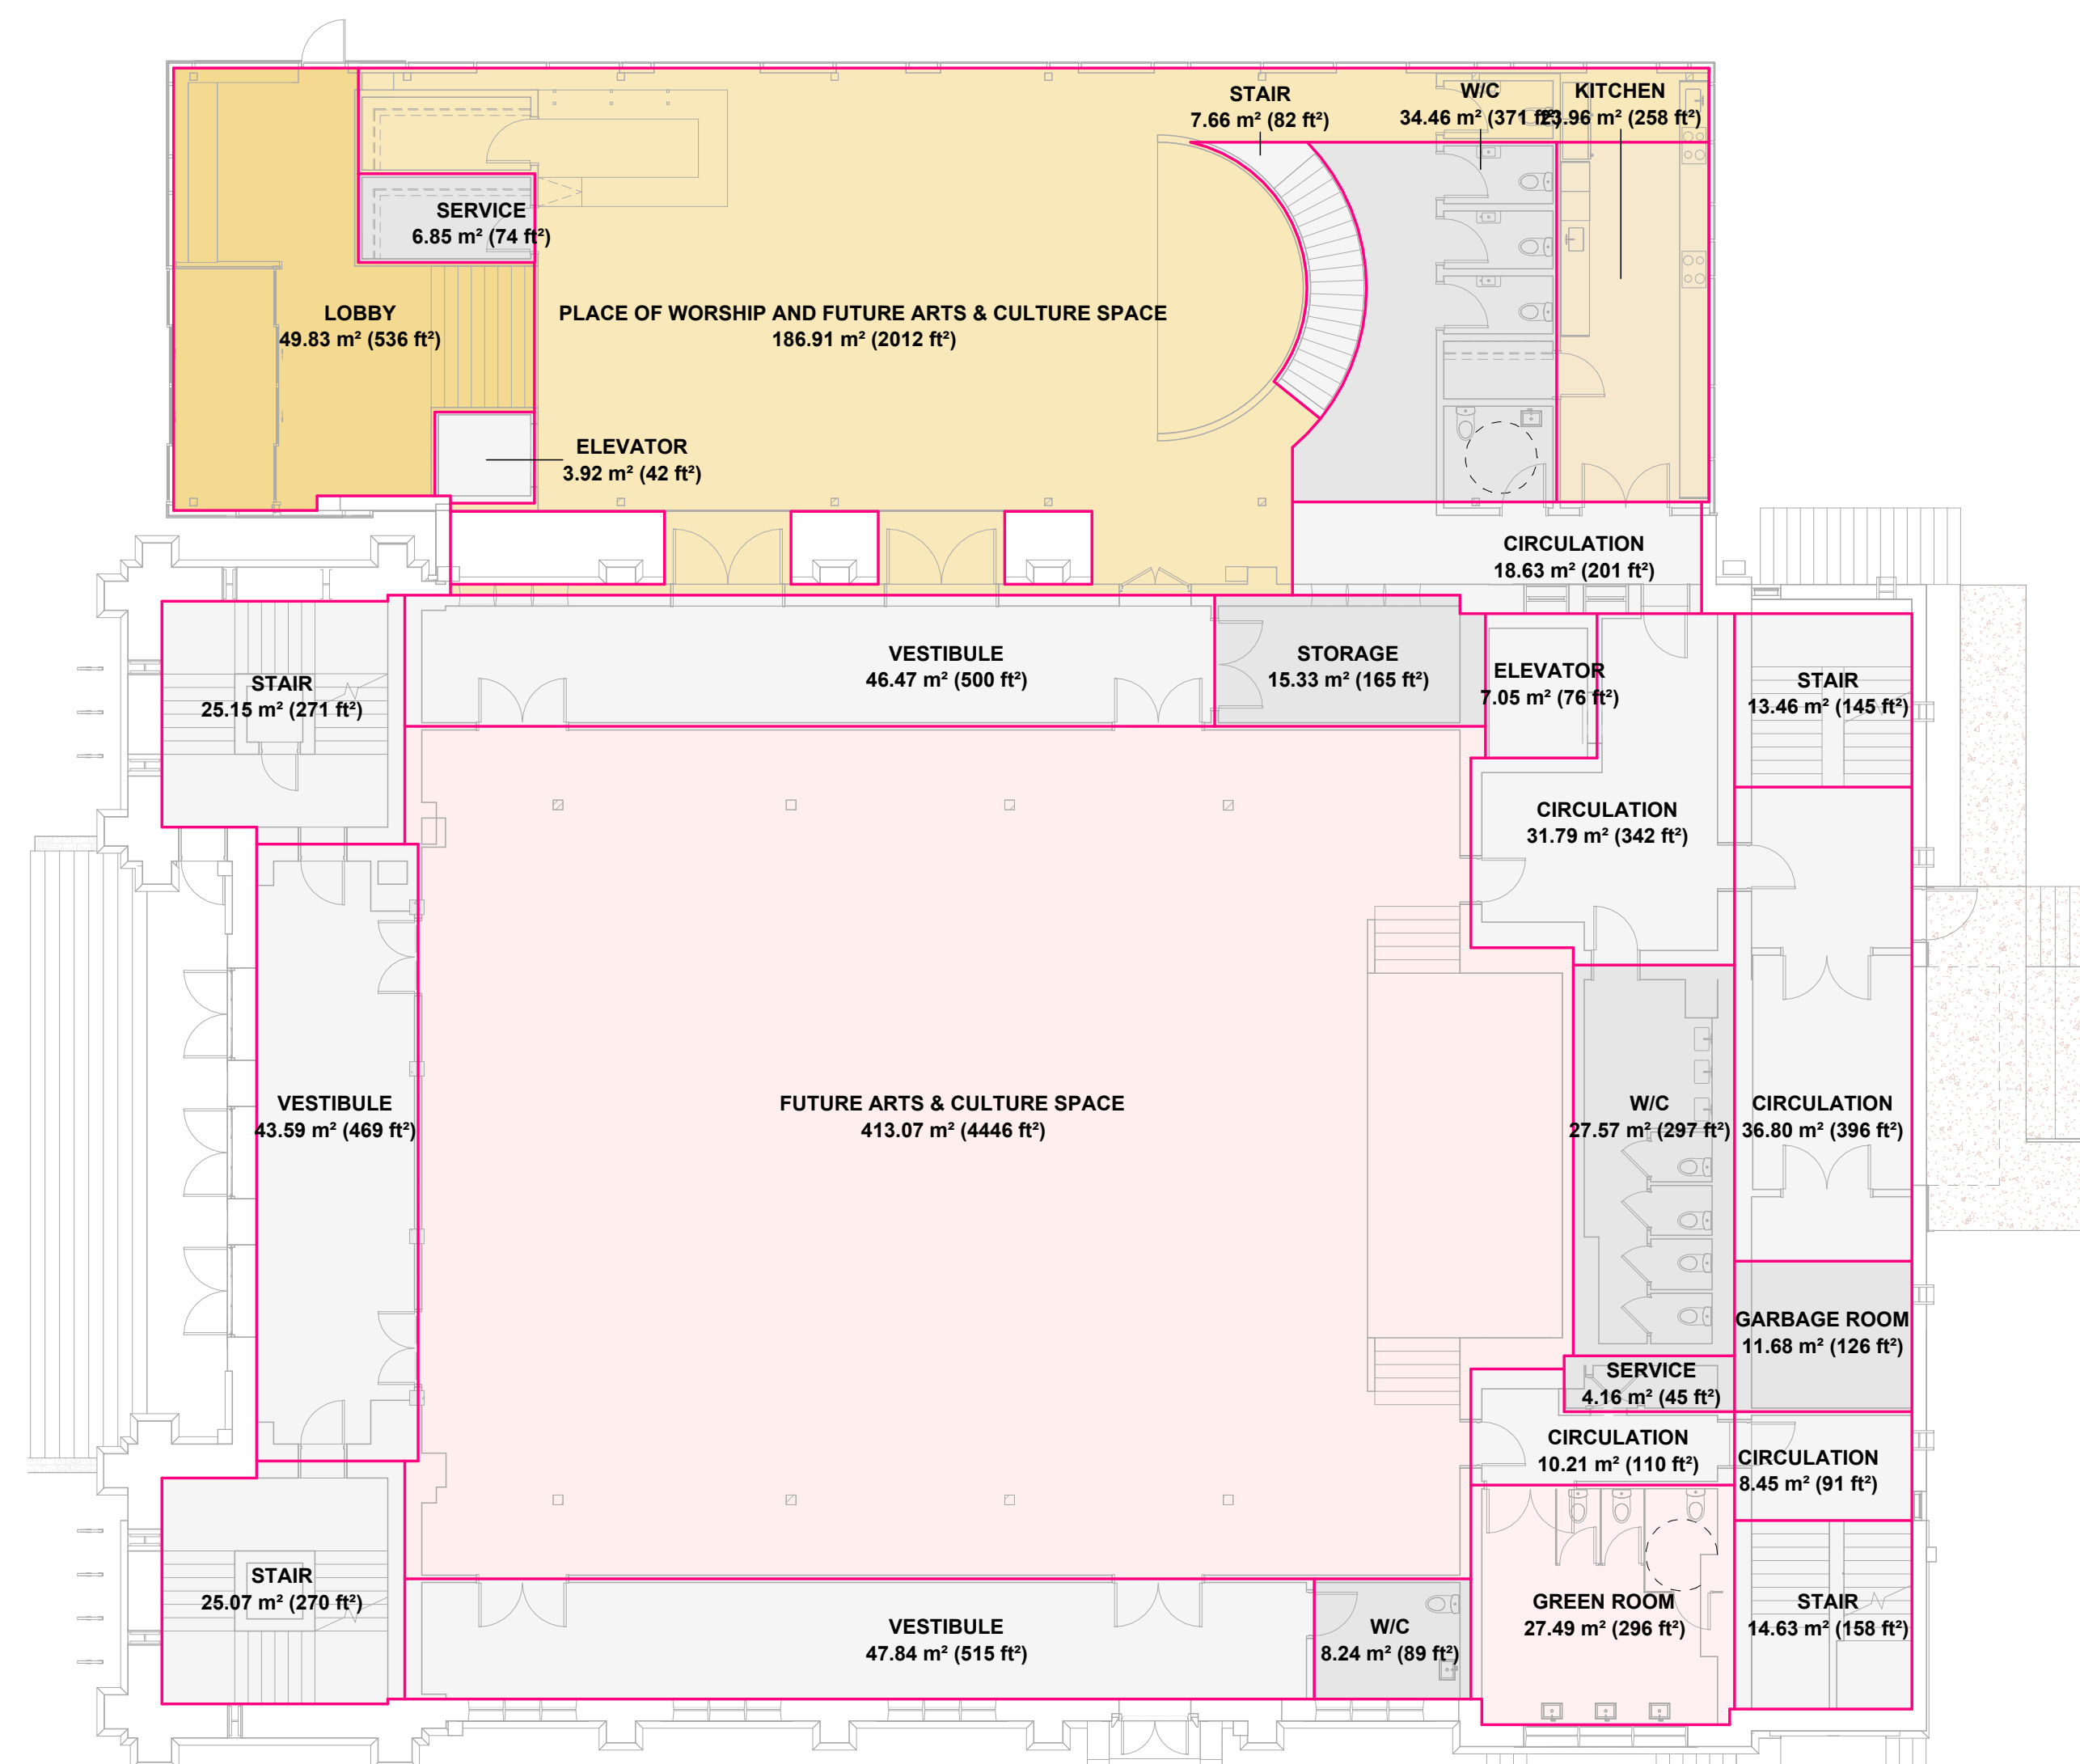 STAIR
7.66 m² (82 ft²)
W/C
34.46 m² (371 ft²)
KITCHEN
23.96 m² (258 ft²)
SERVICE
6.85 m² (74 ft²)
LOBBY
49.83 m² (536 ft²)
PLACE OF WORSHIP AND FUTURE ARTS & CULTURE SPACE
186.91 m² (2012 ft²)
ELEVATOR
3.92 m² (42 ft²)
CIRCULATION
18.63 m² (201 ft²)
STAIR
25.15 m² (271 ft²)
VESTIBULE
46.47 m² (500 ft²)
STORAGE
15.33 m² (165 ft²)
ELEVATOR
7.05 m² (76 ft²)
STAIR
13.46 m² (145 ft²)
CIRCULATION
31.79 m² (342 ft²)
VESTIBULE
43.59 m² (469 ft²)
FUTURE ARTS & CULTURE SPACE
413.07 m² (4446 ft²)
W/C
27.57 m² (297 ft²)
CIRCULATION
36.80 m² (396 ft²)
GARBAGE ROOM
11.68 m² (126 ft²)
SERVICE
4.16 m² (45 ft²)
CIRCULATION
10.21 m² (110 ft²)
CIRCULATION
8.45 m² (91 ft²)
STAIR
25.07 m² (270 ft²)
VESTIBULE
47.84 m² (515 ft²)
W/C
8.24 m² (89 ft²)
GREEN ROOM
27.49 m² (296 ft²)
STAIR
14.63 m² (158 ft²)